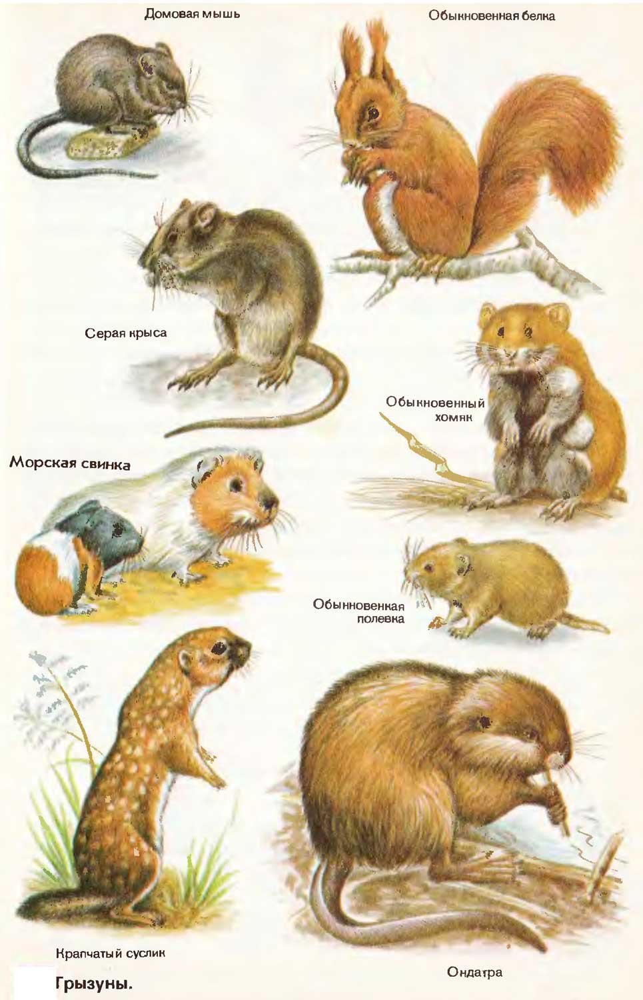 Домовая мышь
Обыкновенная белка
Серая крыса
Обыкновенный
хомяк
Морская свинка
Обыкновенная
полевка
Крапчатый суслик
Ондатра
Грызуны.